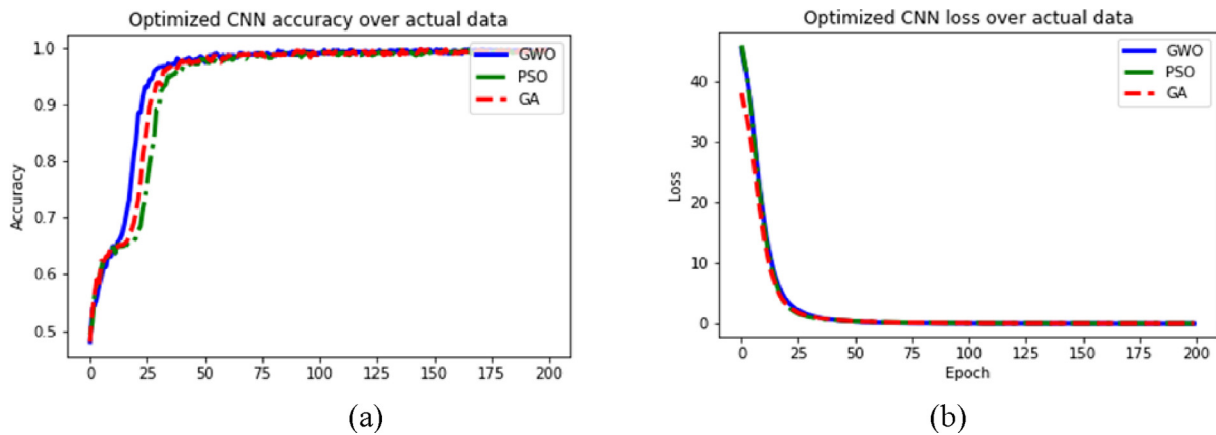 Optimized CNN accuracy over actual data
1.0
0.9
0.8
0.7
0.6
0.5
Accuracy
GWO
PSO
GA
0 25 50 75 100 125 150 175 200
(a)
Optimized CNN loss over actual data
40
30
20
10
0
Loss
GWO
PSO
GA
0 25 50 75 100 125 150 175 200
Epoch
(b)